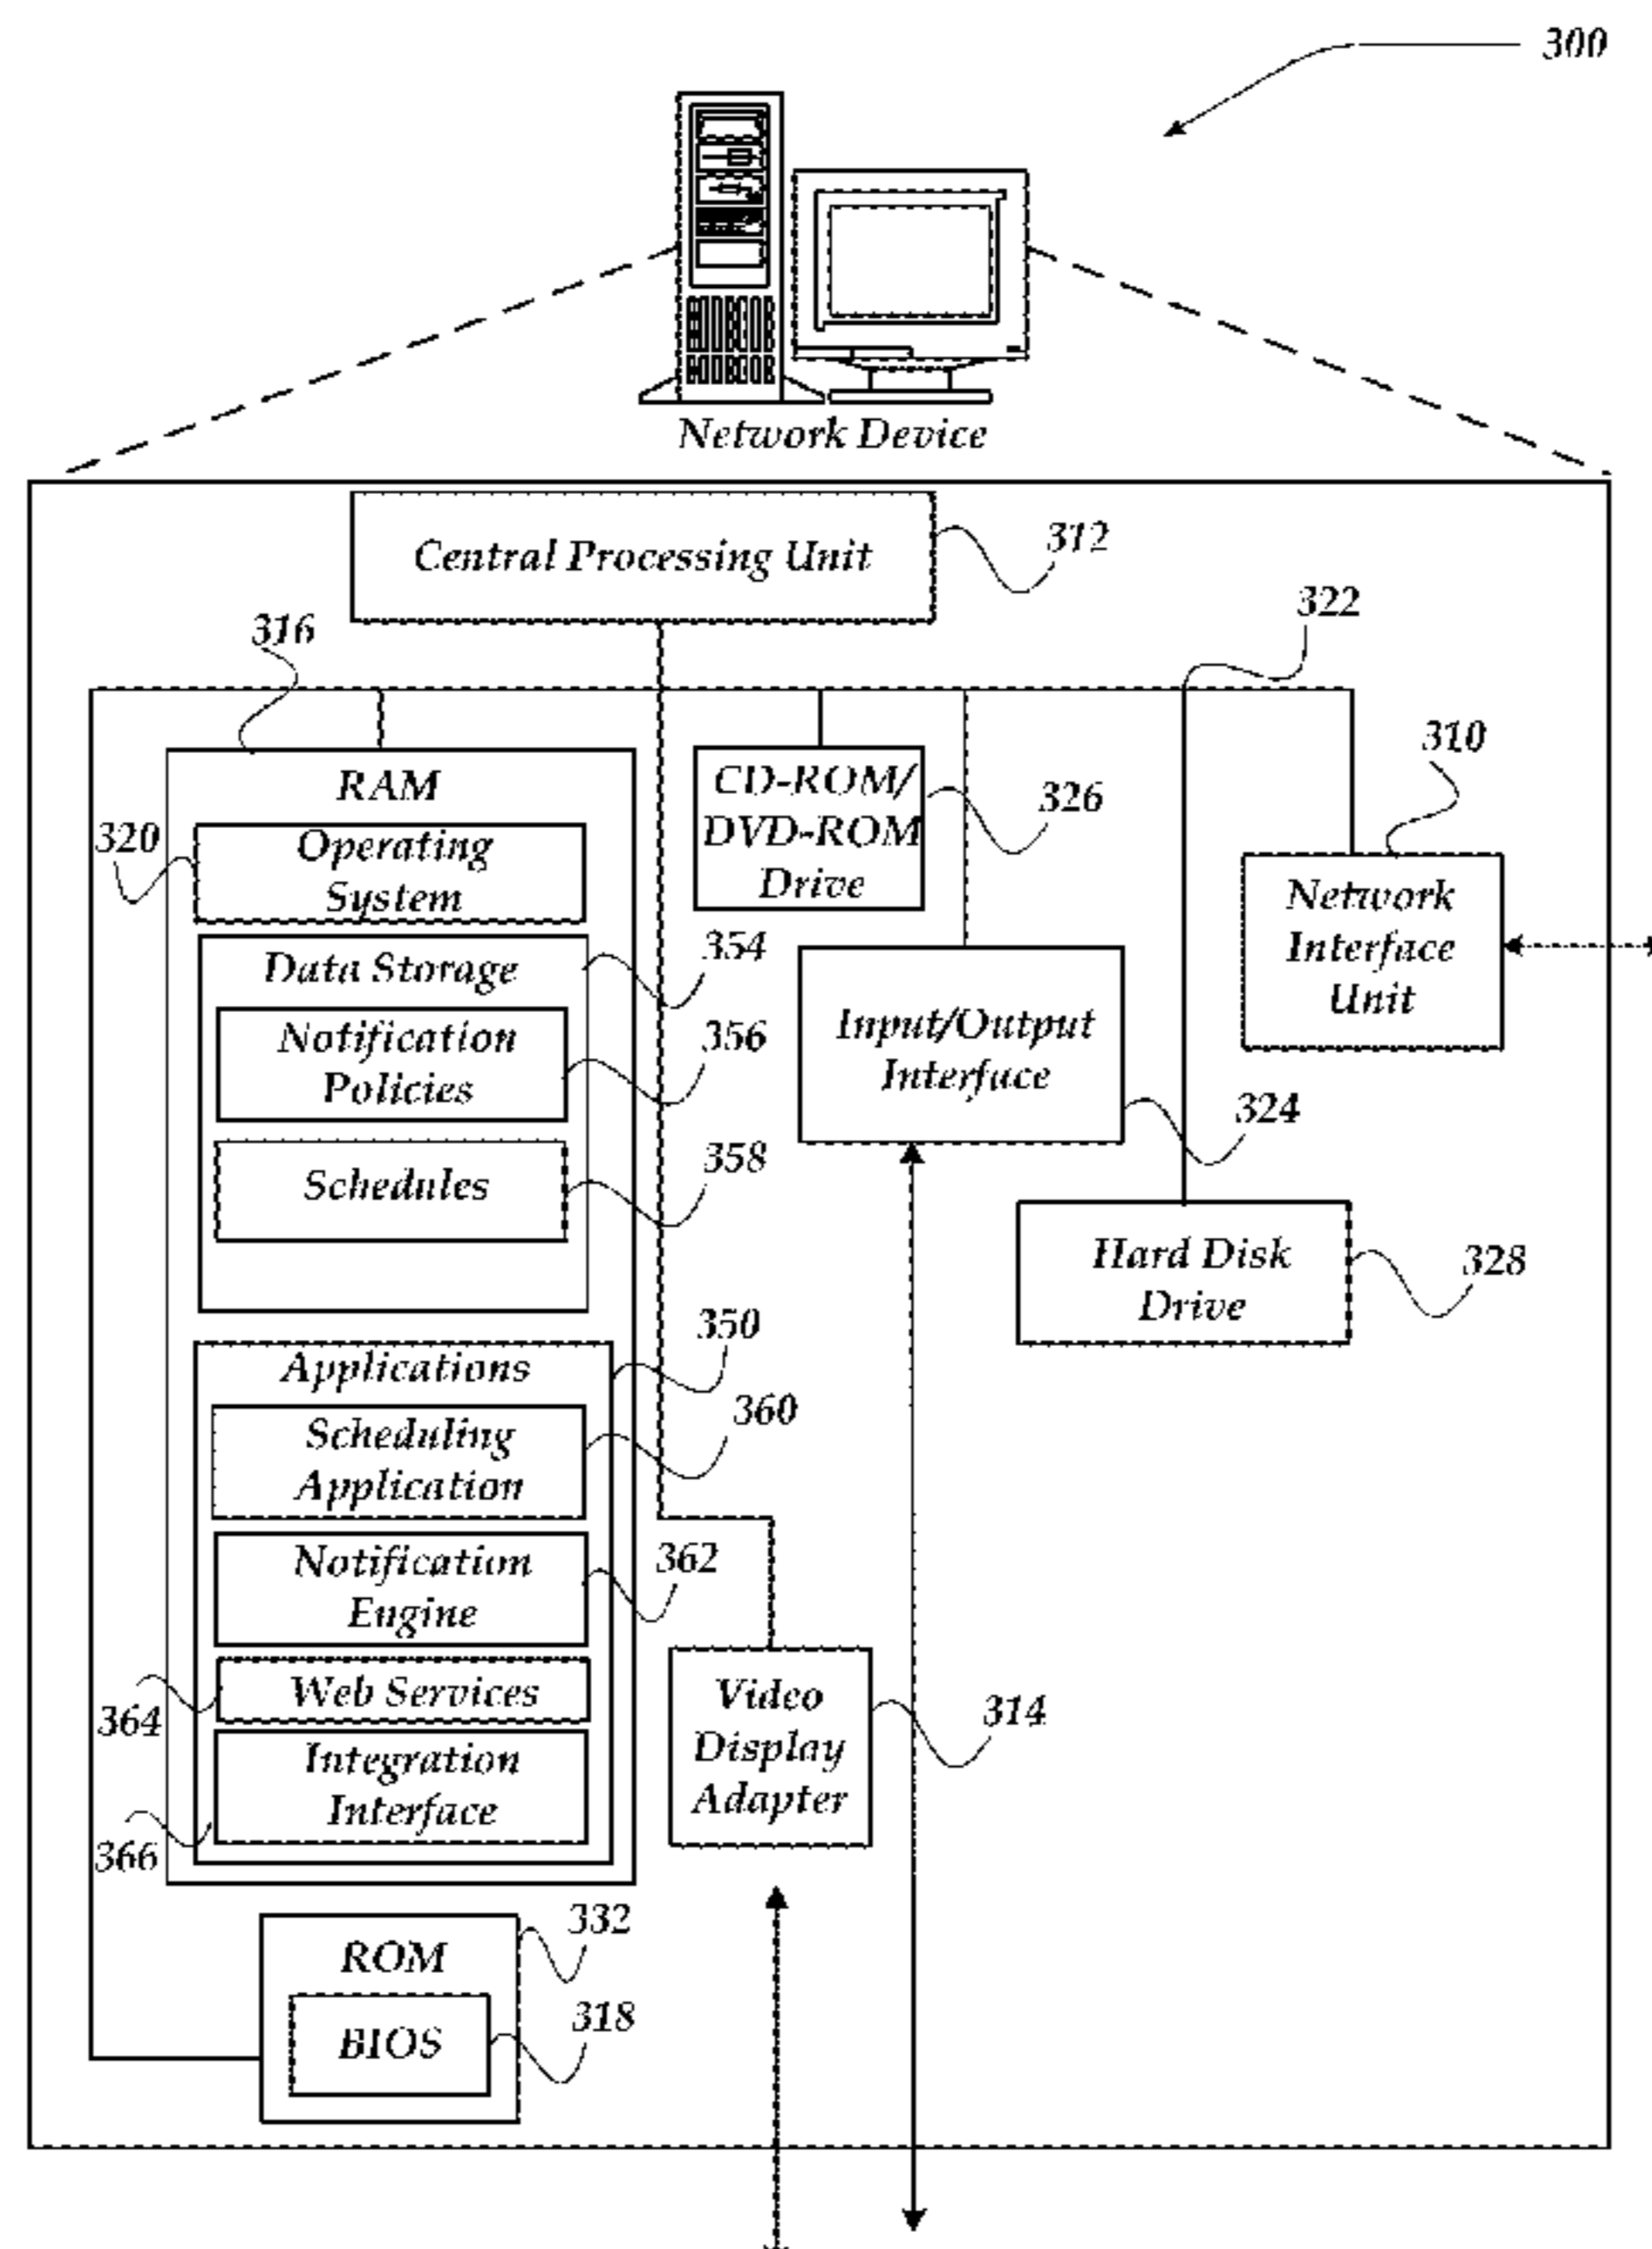 300
Network Device
Central Processing Unit
312
322
316
310
RAM
CD-ROM/
DVD-ROM
Drive
326
320
Operating
System
Network
Interface
Unit
354
Data Storage
356
Notification
Policies
Input/Output
Interface
324
358
Schedules
Hard Disk
Drive
328
350
Applications
360
Scheduling
Application
362
Notification
Engine
364
Web Services
Video
Display
Adapter
314
Integration
Interface
366
332
ROM
318
BIOS